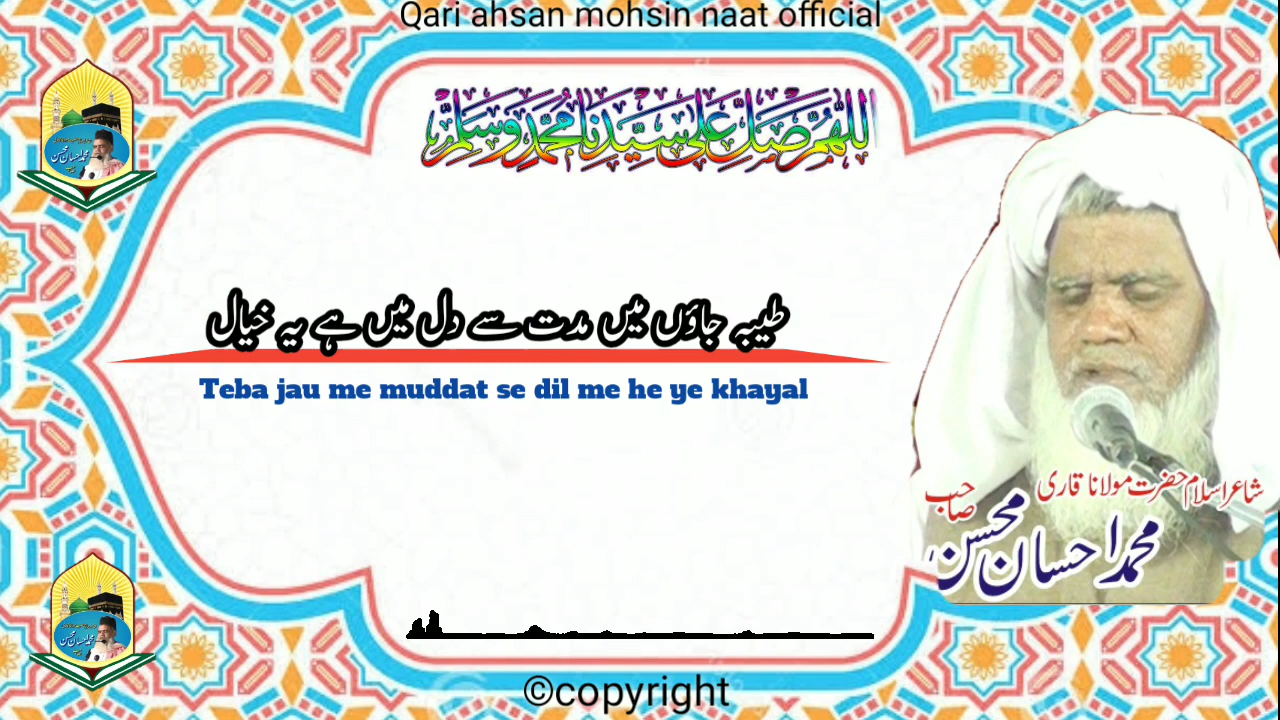 Qari ahsan mohsin naat official
اللهم صل على سيدنا محمد وسلم
طیبہ جاؤں میں مدت سے دل میں ہے یہ خیال
Teba jau me muddat se dil me he ye khayal
شاعر اسلام حضرت مولانا قاری
محمد احسان محسن صاحب
©copyright